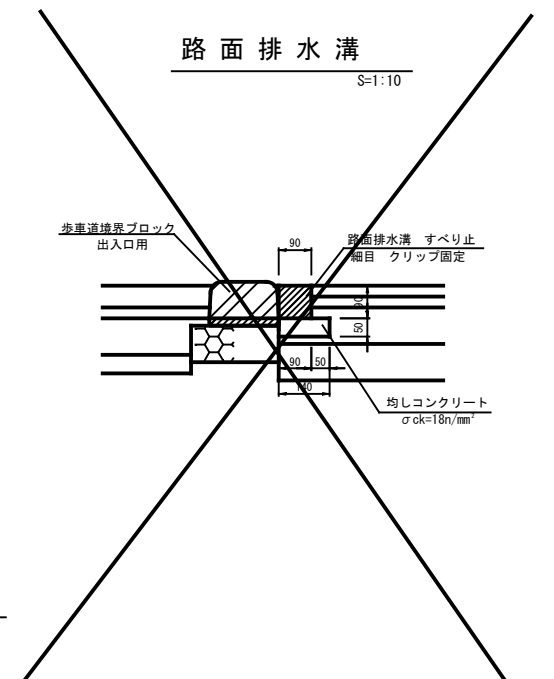 路面排水溝
S=1:10
歩車道境界ブロック
出入口用
90
路面排水溝 すべり止
細目 クリップ固定
90
50
90 50
140
均しコンクリート
σck=18n/mm²